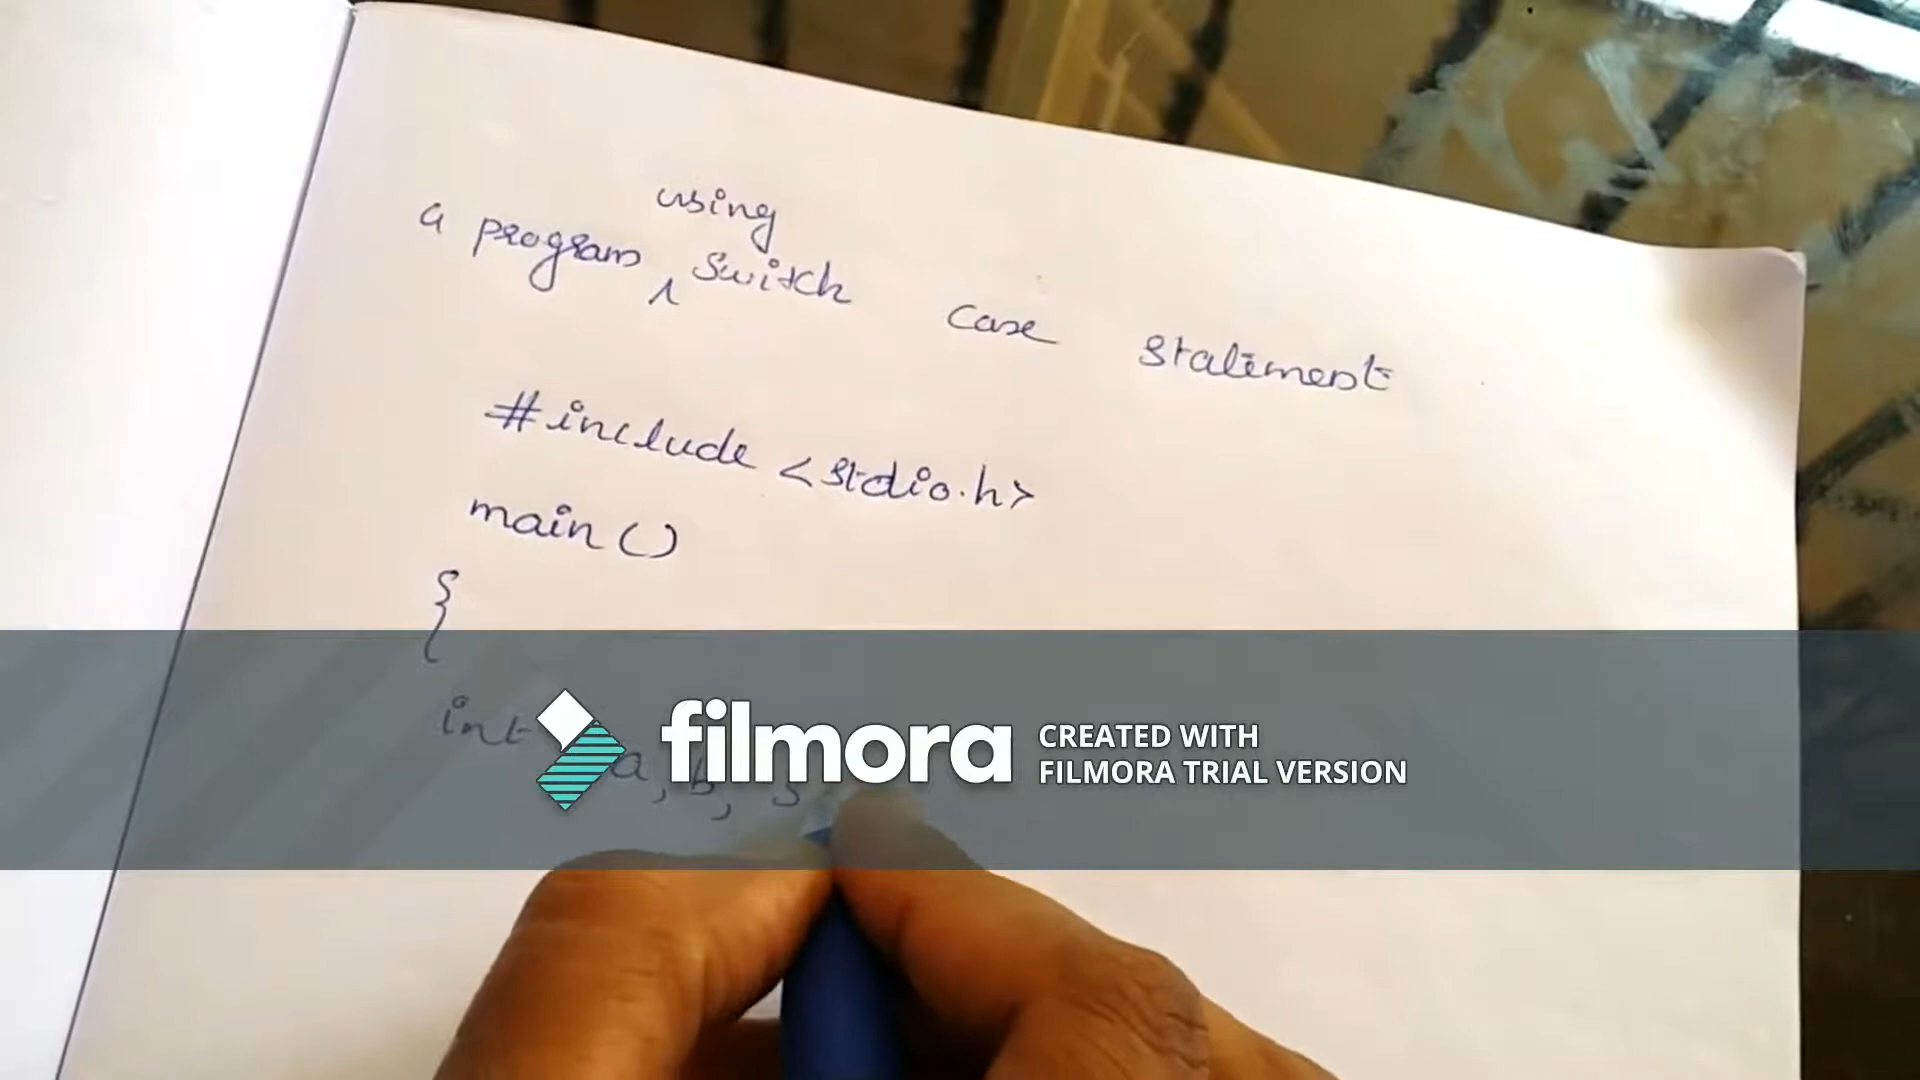 using
a program ^ switch case statement
#include <stdio.h>
main()
{
int a, b,
filmora
CREATED WITH
FILMORA TRIAL VERSION